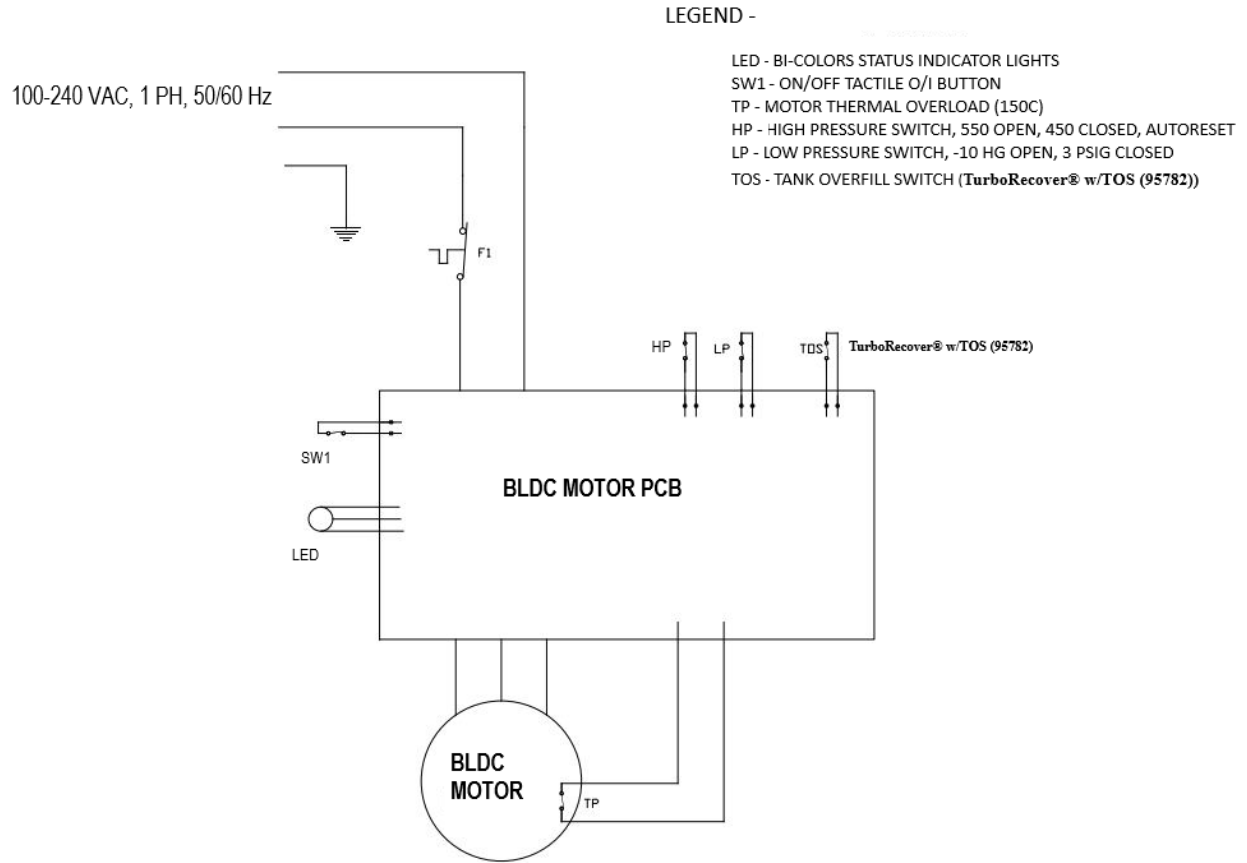 LEGEND -
LED - BI-COLORS STATUS INDICATOR LIGHTS
SW1 - ON/OFF TACTILE O/I BUTTON
100-240 VAC, 1 PH, 50/60 Hz
TP - MOTOR THERMAL OVERLOAD (150C)
HP - HIGH PRESSURE SWITCH, 550 OPEN, 450 CLOSED, AUTORESET
LP - LOW PRESSURE SWITCH, -10 HG OPEN, 3 PSIG CLOSED
TOS - TANK OVERFILL SWITCH (TurboRecover® w/TOS (95782))
F1
HP
LP
TOS
TurboRecover® w/TOS (95782)
SW1
BLDC MOTOR PCB
LED
BLDC
MOTOR
TP